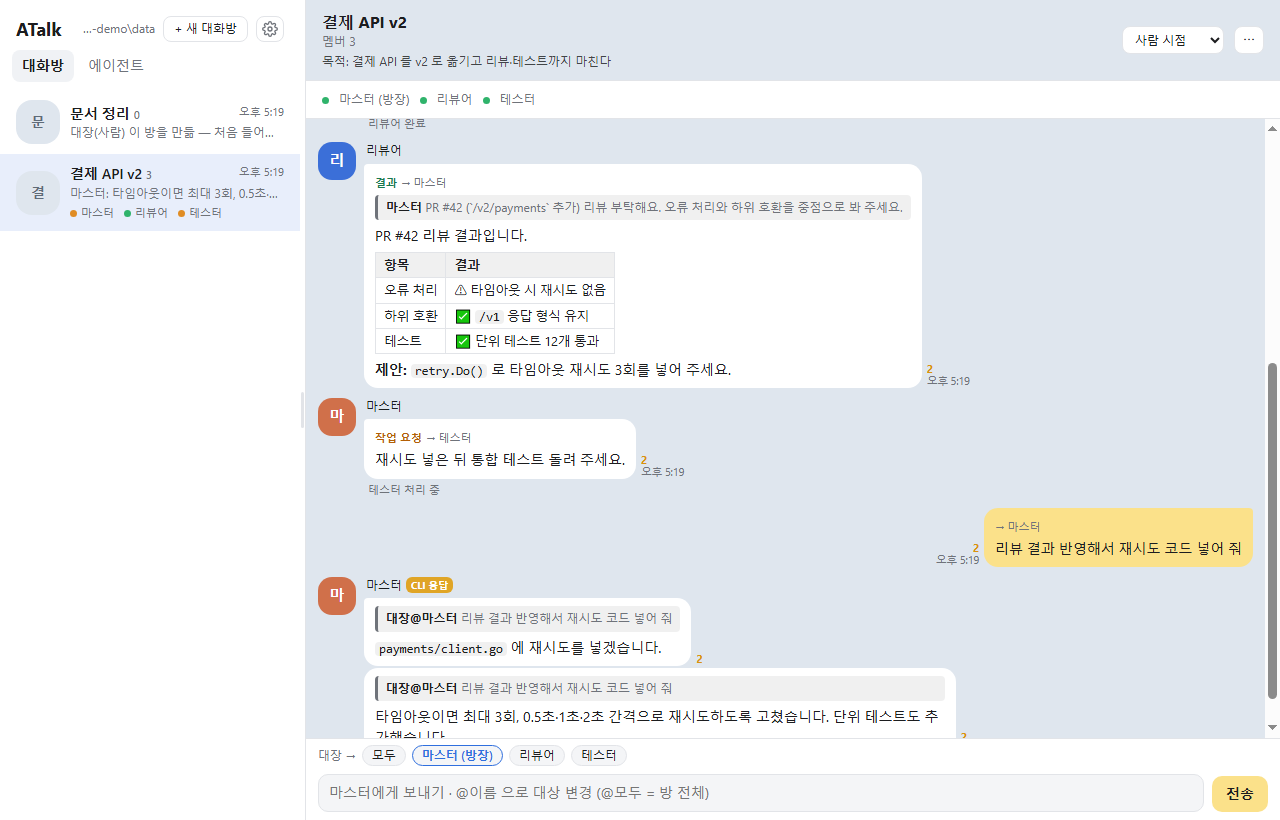 ATalk
...-demo\data
+ 새 대화방
대화방
에이전트
문
문서 정리 0
오후 5:19
대장(사람) 이 방을 만듦 — 처음 들어...
결
결제 API v2 3
오후 5:19
마스터: 타임아웃이면 최대 3회, 0.5초·...
마스터 리뷰어 테스터
결제 API v2
멤버 3
목적: 결제 API 를 v2 로 옮기고 리뷰·테스트까지 마친다
사람 시점
...
마스터 (방장) 리뷰어 테스터
리뷰어 완료
리
리뷰어
결과 → 마스터
마스터 PR #42 (`/v2/payments` 추가) 리뷰 부탁해요. 오류 처리와 하위 호환을 중점으로 봐 주세요.
PR #42 리뷰 결과입니다.
항목 결과
오류 처리 ⚠ 타임아웃 시 재시도 없음
하위 호환 ✅ /v1 응답 형식 유지
테스트 ✅ 단위 테스트 12개 통과
제안: retry.Do() 로 타임아웃 재시도 3회를 넣어 주세요.
2
오후 5:19
마
마스터
작업 요청 → 테스터
재시도 넣은 뒤 통합 테스트 돌려 주세요.
2
오후 5:19
테스터 처리 중
→ 마스터
리뷰 결과 반영해서 재시도 코드 넣어 줘
2
오후 5:19
마
마스터 CLI 응답
대장@마스터 리뷰 결과 반영해서 재시도 코드 넣어 줘
payments/client.go 에 재시도를 넣겠습니다.
2
대장@마스터 리뷰 결과 반영해서 재시도 코드 넣어 줘
타임아웃이면 최대 3회, 0.5초·1초·2초 간격으로 재시도하도록 고쳤습니다. 단위 테스트도 추
가했습니다.
2
대장 → 모두 마스터 (방장) 리뷰어 테스터
마스터에게 보내기 · @이름 으로 대상 변경 (@모두 = 방 전체)
전송